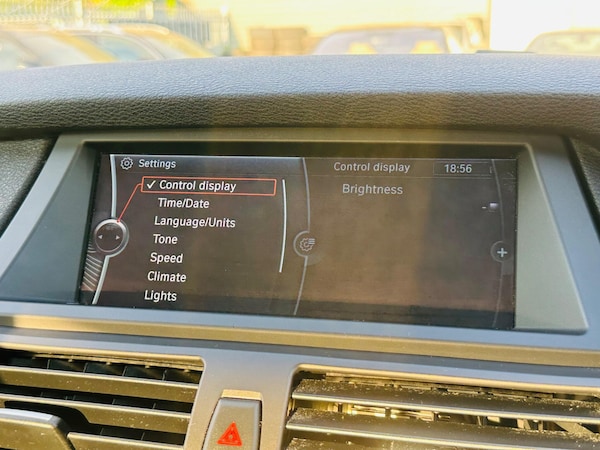 Settings
Control display 18:56
✓ Control display
Brightness
Time/Date
Language/Units
Tone
Speed
Climate
Lights